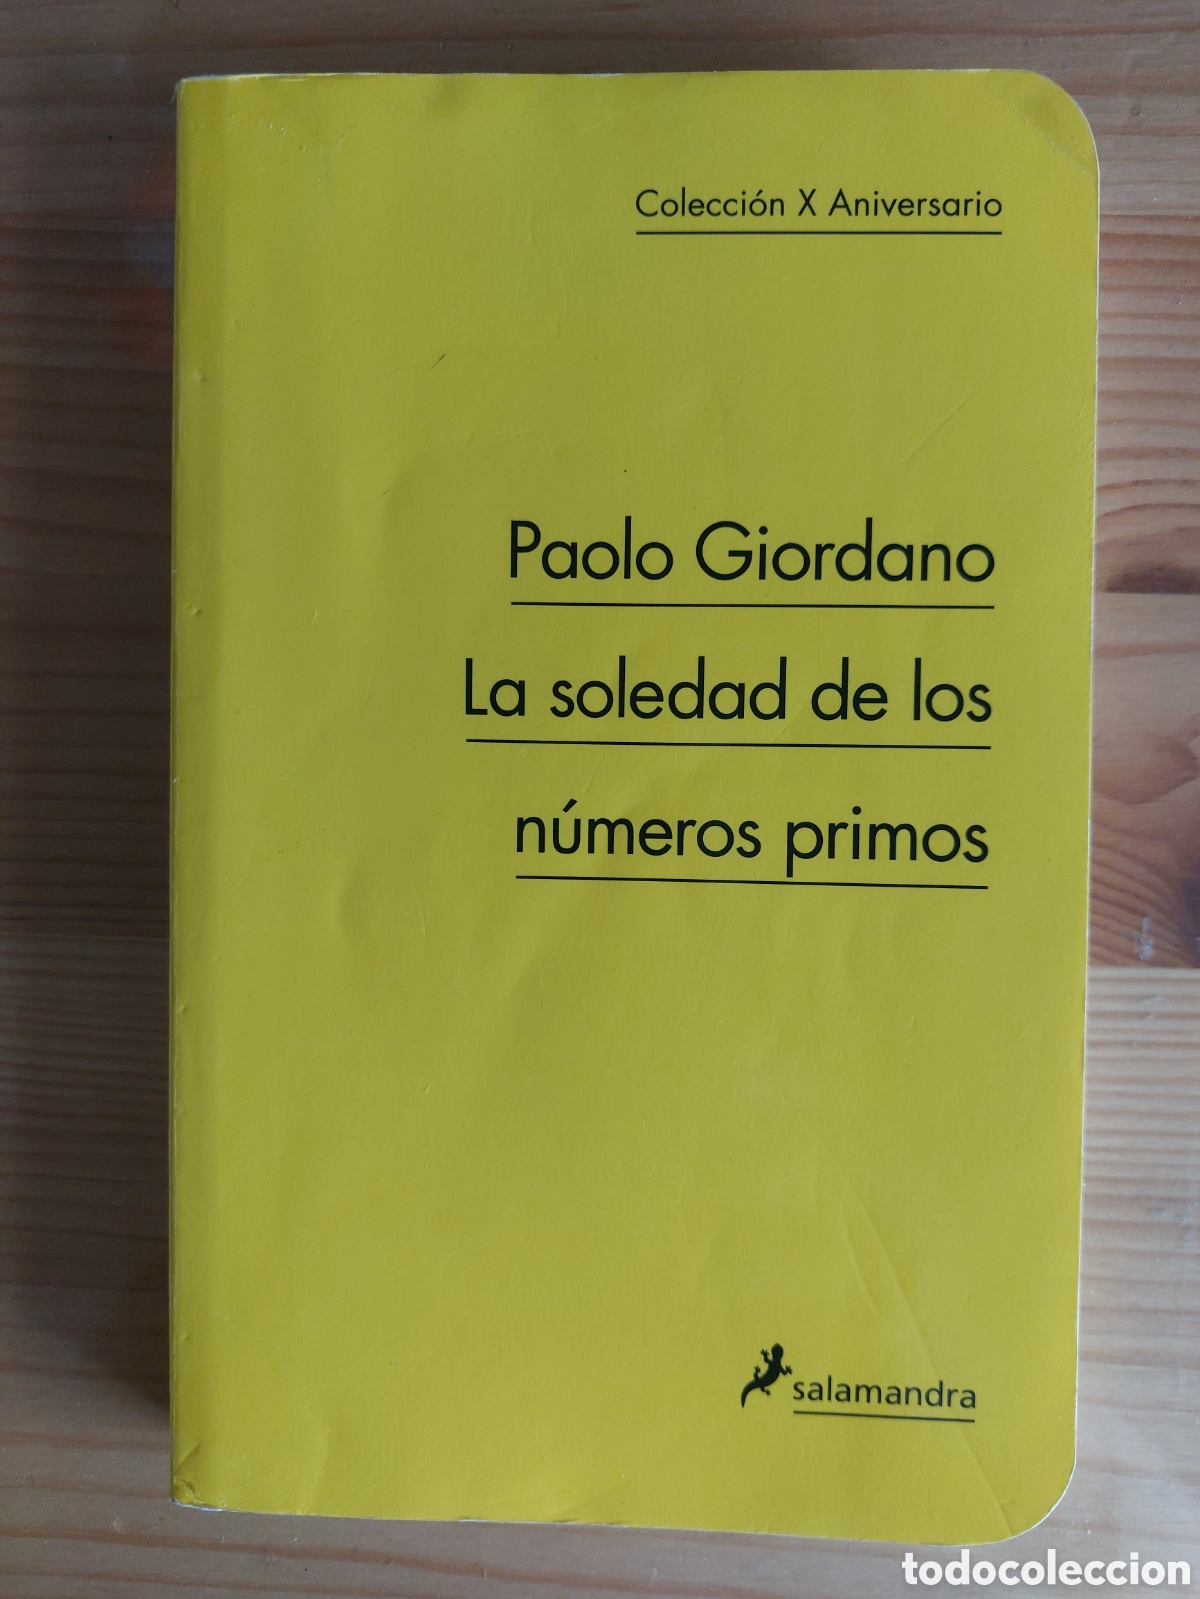 Colección X Aniversario
Paolo Giordano
La soledad de los
números primos
salamandra
todocoleccion